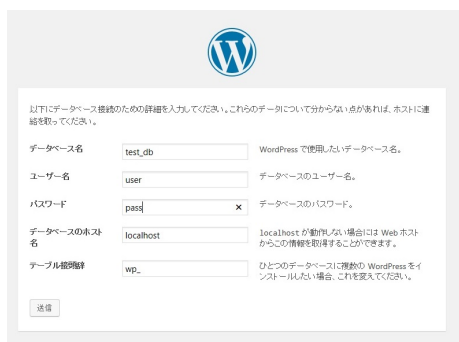 以下にデータベース接続のための詳細を入力してください。これらのデータについて分からない点があれば、ホストに連
絡を取ってください。
データベース名
test_db
WordPress で使用したいデータベース名。
ユーザー名
user
データベースのユーザー名。
パスワード
pass
データベースのパスワード。
データベースのホスト
名
localhost
localhost が動作しない場合には Web ホスト
からこの情報を取得することができます。
テーブル接頭辞
wp_
ひとつのデータベースに複数の WordPress をイ
ンストールしたい場合、これを変えてください。
送信